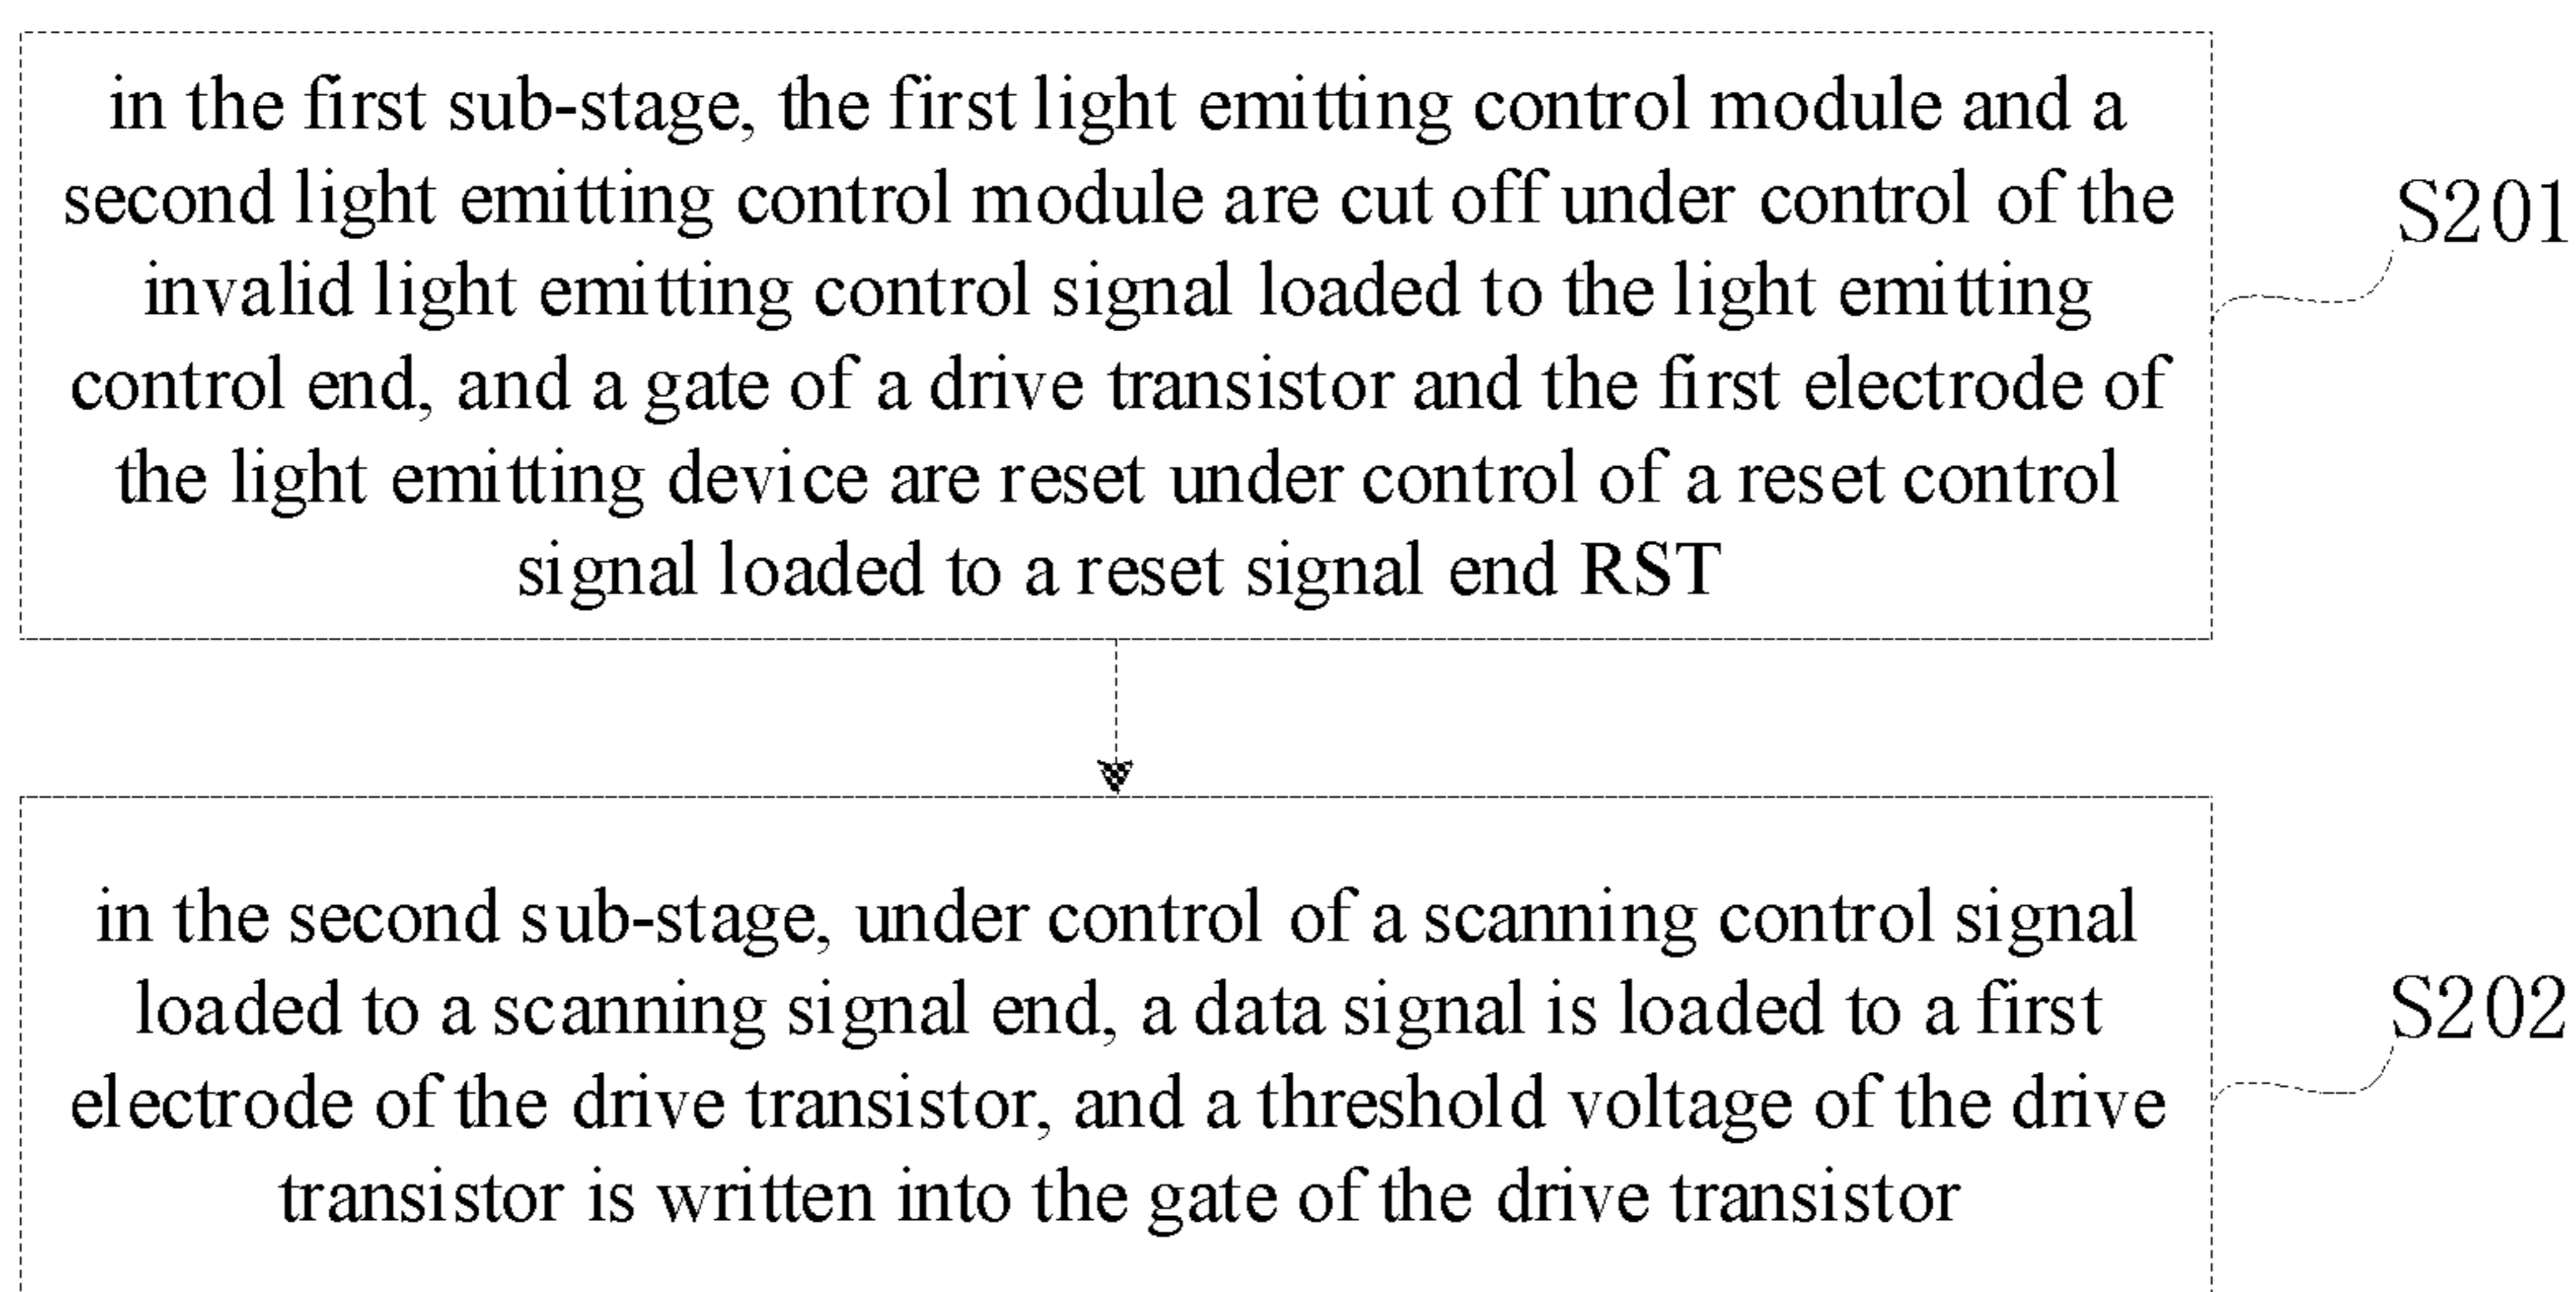 in the first sub-stage, the first light emitting control module and a
second light emitting control module are cut off under control of the
invalid light emitting control signal loaded to the light emitting
control end, and a gate of a drive transistor and the first electrode of
the light emitting device are reset under control of a reset control
signal loaded to a reset signal end RST
S201
in the second sub-stage, under control of a scanning control signal
loaded to a scanning signal end, a data signal is loaded to a first
electrode of the drive transistor, and a threshold voltage of the drive
transistor is written into the gate of the drive transistor
S202